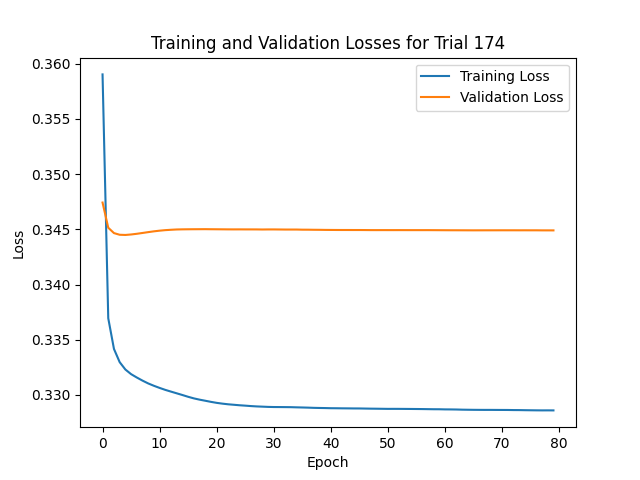 Training and Validation Losses for Trial 174
0.360
0.355
0.350
0.345
0.340
0.335
0.330
Loss
Training Loss
Validation Loss
0 10 20 30 40 50 60 70 80
Epoch